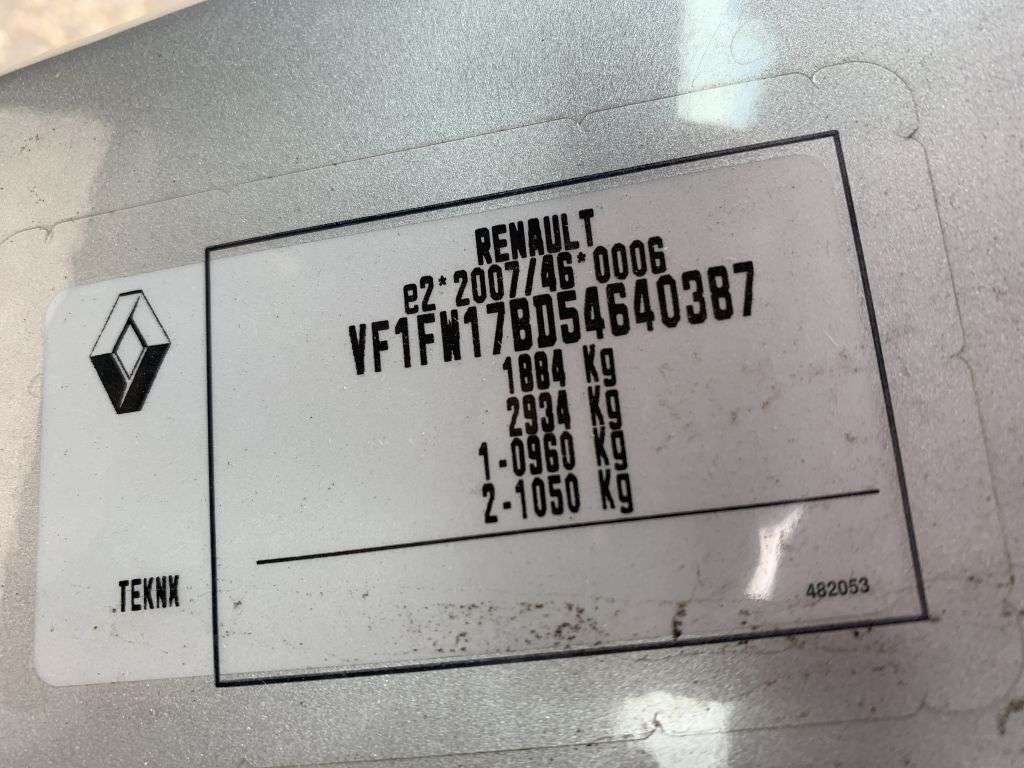 RENAULT
e2*2007/46*0006
VF1FW17BD54640387
1884 Kg
2934 Kg
1-0960 Kg
2-1050 Kg
TEKNX
482053